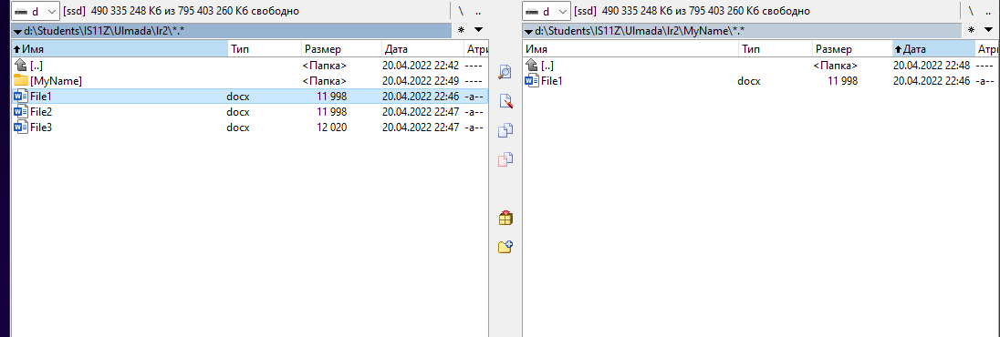 d [ssd] 490 335 248 Кб из 795 403 260 Кб свободно \ ..
d:\Students\IS11Z\Ulmada\lr2\*.* * 
Имя Тип Размер Дата Атри
[..] <Папка> 20.04.2022 22:42 ----
[MyName] <Папка> 20.04.2022 22:49 ----
File1 docx 11 998 20.04.2022 22:46 -a--
File2 docx 11 998 20.04.2022 22:47 -a--
File3 docx 12 020 20.04.2022 22:47 -a--
d [ssd] 490 335 248 Кб из 795 403 260 Кб свободно \ ..
d:\Students\IS11Z\Ulmada\lr2\MyName\*.* *
Имя Тип Размер Дата Атри
[..] <Папка> 20.04.2022 22:48 ----
File1 docx 11 998 20.04.2022 22:46 -a--